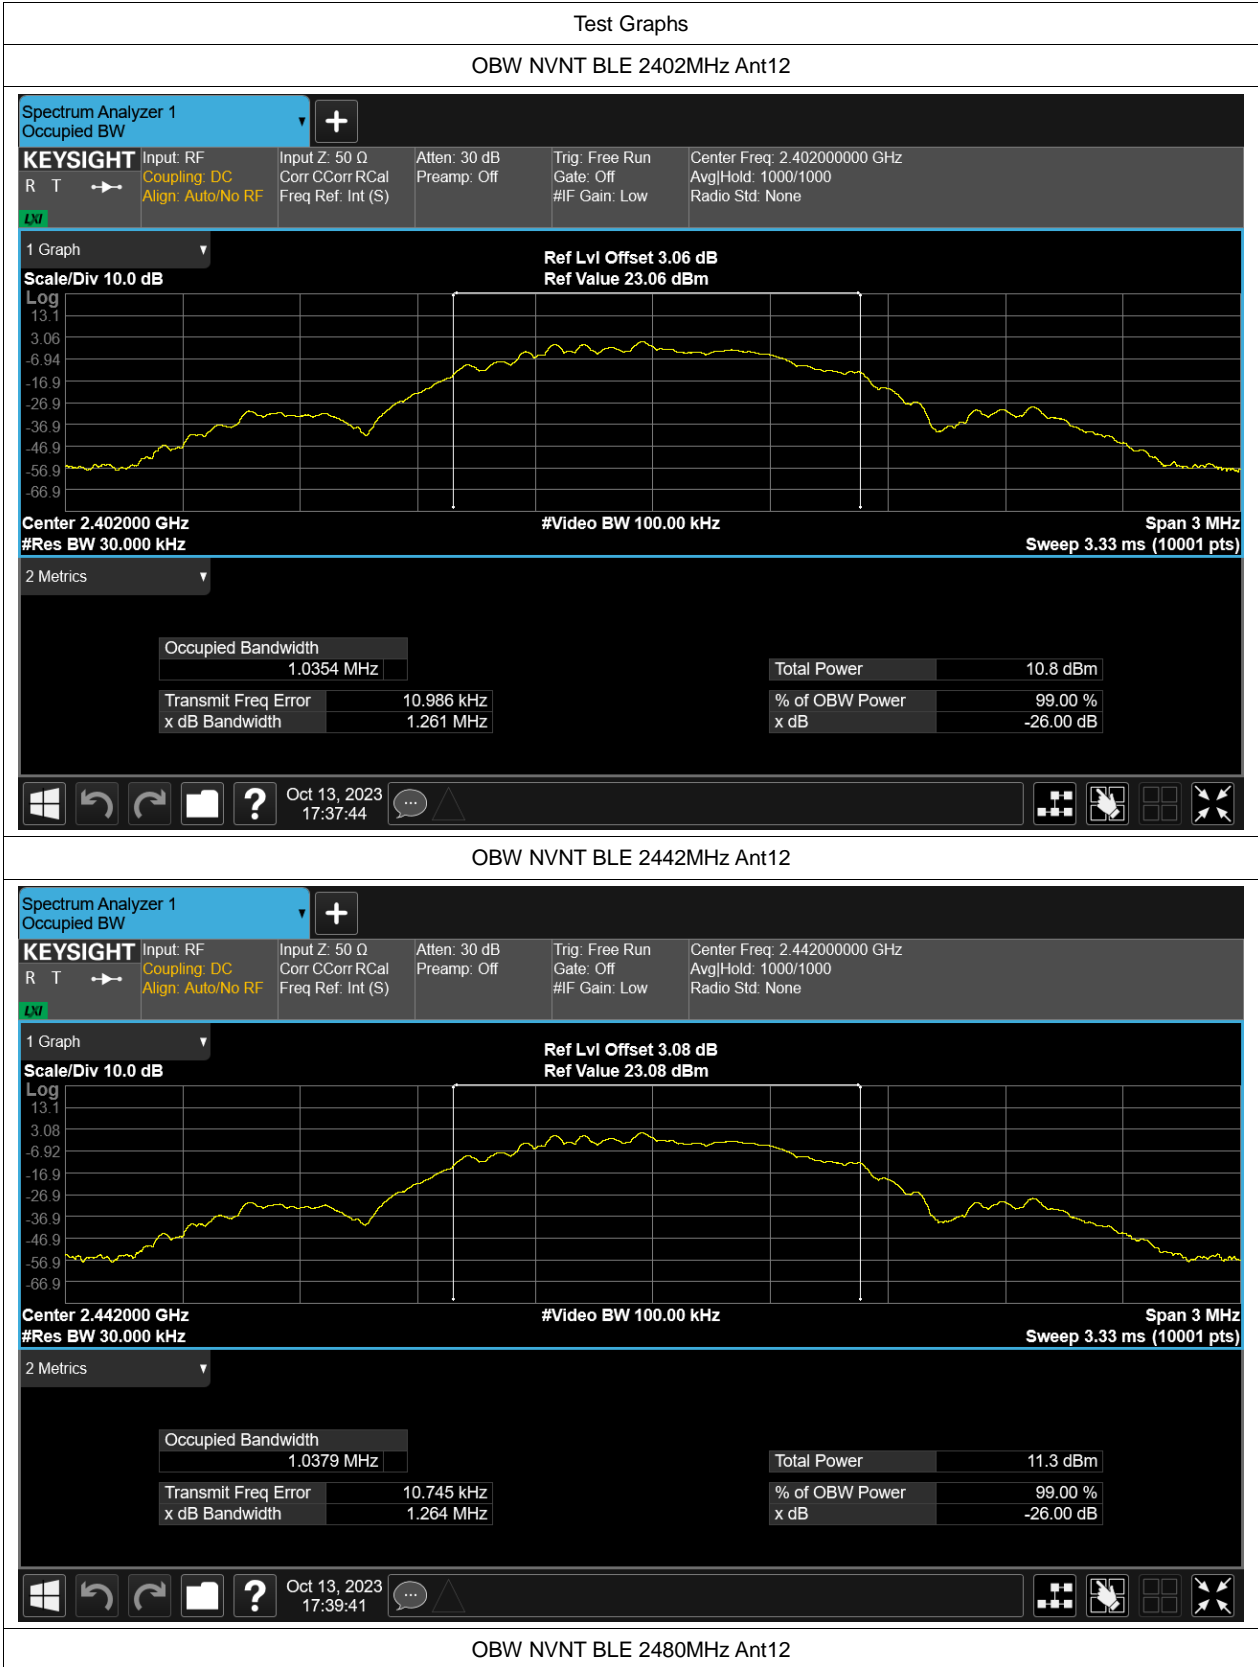 Test Graphs
OBW NVNT BLE 2402MHz Ant12
Spectrum Analyzer 1
Occupied BW
KEYSIGHT
R T
LXI
Input: RF
Coupling: DC
Align: Auto/No RF
Input Z: 50 Ω
Corr CCorr RCal
Freq Ref: Int (S)
Atten: 30 dB
Preamp: Off
Trig: Free Run
Gate: Off
#IF Gain: Low
Center Freq: 2.402000000 GHz
Avg|Hold: 1000/1000
Radio Std: None
1 Graph
Scale/Div 10.0 dB
Ref Lvl Offset 3.06 dB
Ref Value 23.06 dBm
Log
13.1
3.06
-6.94
-16.9
-26.9
-36.9
-46.9
-56.9
-66.9
Center 2.402000 GHz
#Video BW 100.00 kHz
Span 3 MHz
#Res BW 30.000 kHz
Sweep 3.33 ms (10001 pts)
2 Metrics
Occupied Bandwidth
1.0354 MHz
Total Power 10.8 dBm
Transmit Freq Error 10.986 kHz
% of OBW Power 99.00 %
x dB Bandwidth 1.261 MHz
x dB -26.00 dB
?
Oct 13, 2023
17:37:44
OBW NVNT BLE 2442MHz Ant12
Spectrum Analyzer 1
Occupied BW
KEYSIGHT
R T
LXI
Input: RF
Coupling: DC
Align: Auto/No RF
Input Z: 50 Ω
Corr CCorr RCal
Freq Ref: Int (S)
Atten: 30 dB
Preamp: Off
Trig: Free Run
Gate: Off
#IF Gain: Low
Center Freq: 2.442000000 GHz
Avg|Hold: 1000/1000
Radio Std: None
1 Graph
Scale/Div 10.0 dB
Ref Lvl Offset 3.08 dB
Ref Value 23.08 dBm
Log
13.1
3.08
-6.92
-16.9
-26.9
-36.9
-46.9
-56.9
-66.9
Center 2.442000 GHz
#Video BW 100.00 kHz
Span 3 MHz
#Res BW 30.000 kHz
Sweep 3.33 ms (10001 pts)
2 Metrics
Occupied Bandwidth
1.0379 MHz
Total Power 11.3 dBm
Transmit Freq Error 10.745 kHz
% of OBW Power 99.00 %
x dB Bandwidth 1.264 MHz
x dB -26.00 dB
?
Oct 13, 2023
17:39:41
OBW NVNT BLE 2480MHz Ant12